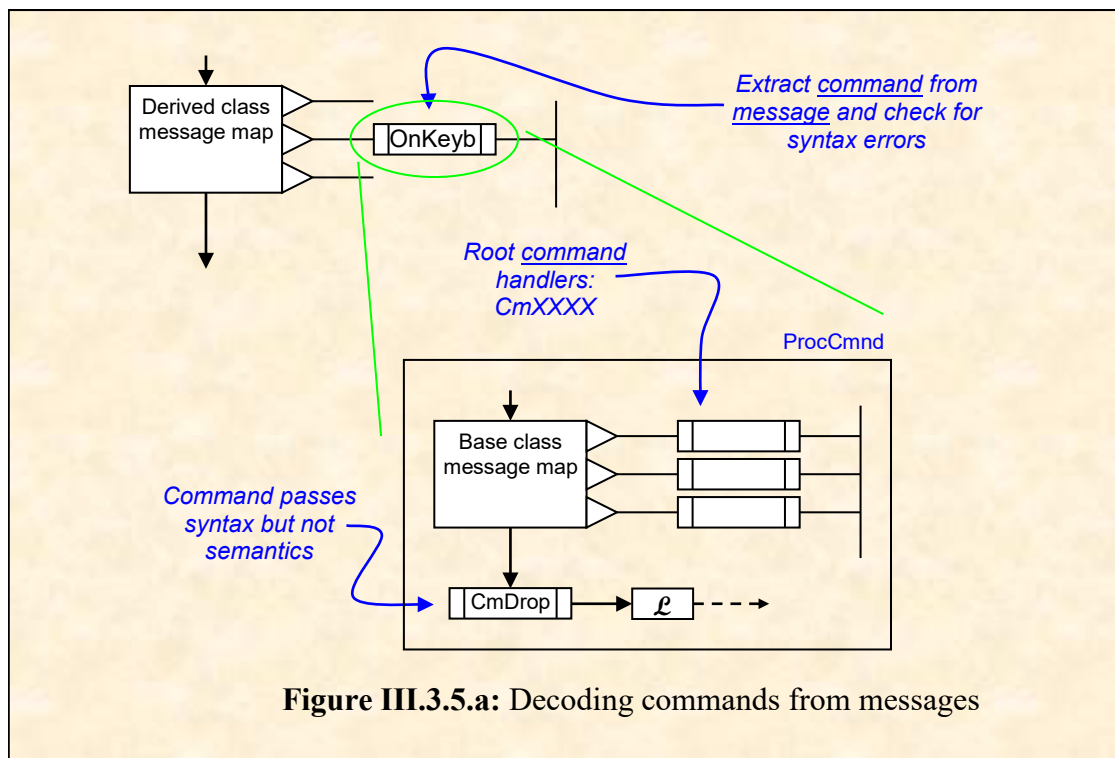 Derived class
message map
OnKeyb
Extract command from
message and check for
syntax errors
Root command
handlers:
CmXXXX
ProcCmnd
Base class
message map
Command passes
syntax but not
semantics
CmDrop
ℒ
Figure III.3.5.a: Decoding commands from messages